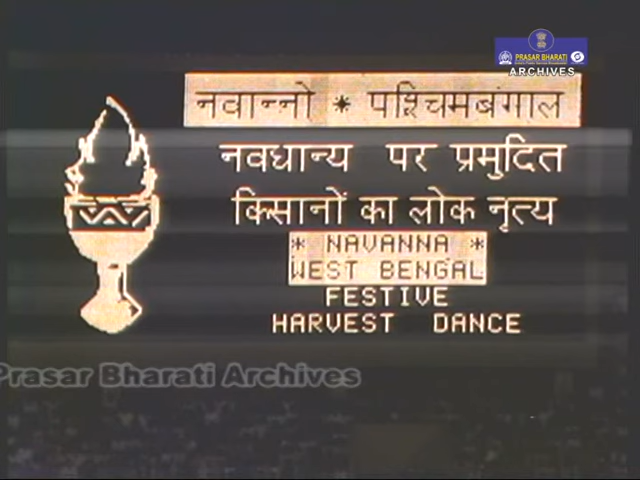 PRASAR BHARATI
ARCHIVES
नवान्नो * पश्चिमबंगाल
नवधान्य पर प्रमुदित
किसानों का लोक नृत्य
* NAVANNA *
WEST BENGAL
FESTIVE
HARVEST DANCE
Prasar Bharati Archives